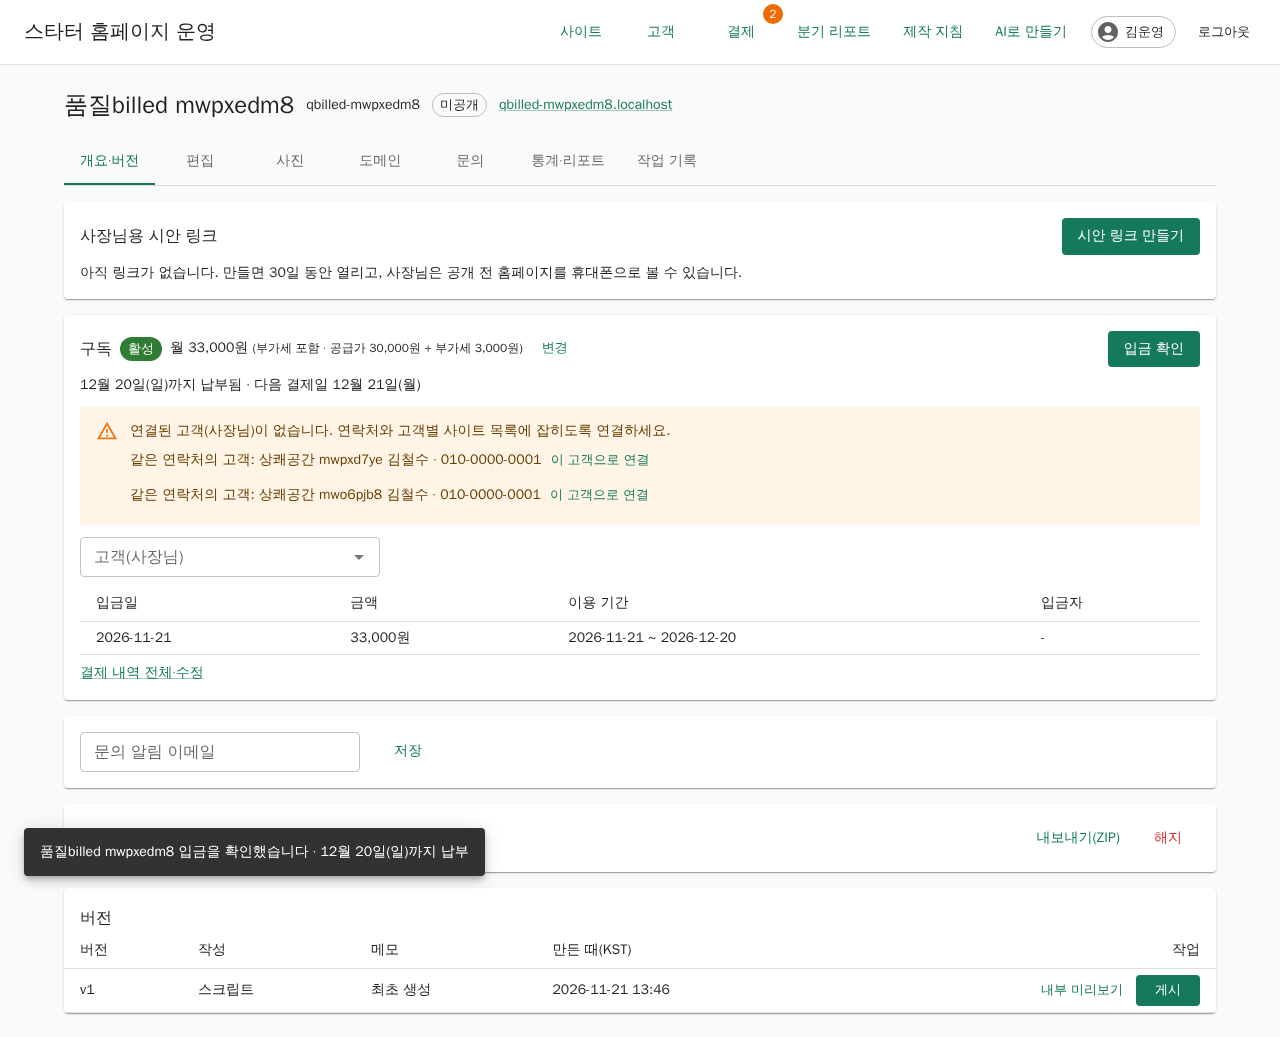 스타터 홈페이지 운영
사이트 고객 결제 2 분기 리포트 제작 지침 AI로 만들기 김운영 로그아웃
품질billed mwpxedm8 qbilled-mwpxedm8 미공개 qbilled-mwpxedm8.localhost
개요·버전 편집 사진 도메인 문의 통계·리포트 작업 기록
사장님용 시안 링크 시안 링크 만들기
아직 링크가 없습니다. 만들면 30일 동안 열리고, 사장님은 공개 전 홈페이지를 휴대폰으로 볼 수 있습니다.
구독 활성 월 33,000원 (부가세 포함 · 공급가 30,000원 + 부가세 3,000원) 변경 입금 확인
12월 20일(일)까지 납부됨 · 다음 결제일 12월 21일(월)
연결된 고객(사장님)이 없습니다. 연락처와 고객별 사이트 목록에 잡히도록 연결하세요.
같은 연락처의 고객: 상쾌공간 mwpxd7ye 김철수 · 010-0000-0001 이 고객으로 연결
같은 연락처의 고객: 상쾌공간 mwo6pjb8 김철수 · 010-0000-0001 이 고객으로 연결
고객(사장님)
입금일 금액 이용 기간 입금자
2026-11-21 33,000원 2026-11-21 ~ 2026-12-20 -
결제 내역 전체·수정
문의 알림 이메일 저장
내보내기(ZIP) 해지
품질billed mwpxedm8 입금을 확인했습니다 · 12월 20일(일)까지 납부
버전
버전 작성 메모 만든 때(KST) 작업
v1 스크립트 최초 생성 2026-11-21 13:46 내부 미리보기 게시